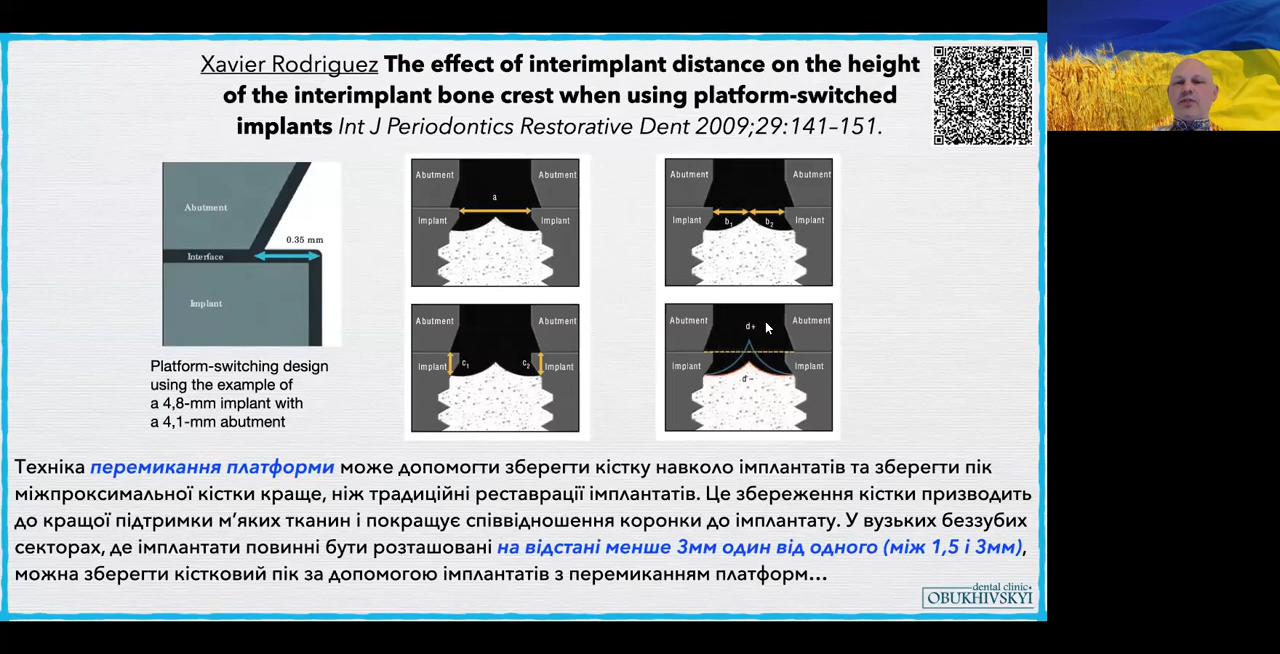 Xavier Rodriguez The effect of interimplant distance on the height
of the interimplant bone crest when using platform-switched
implants Int J Periodontics Restorative Dent 2009;29:141–151.
Abutment
0.35 mm
Interface
Implant
Platform-switching design
using the example of
a 4,8-mm implant with
a 4,1-mm abutment
Abutment
Abutment
a
Implant
Implant
Abutment
Abutment
Implant
b1
b2
Implant
Abutment
Abutment
Implant
c1
c2
Implant
Abutment
d+
Abutment
Implant
Implant
d-
Техніка перемикання платформи може допомогти зберегти кістку навколо імплантатів та зберегти пік
міжпроксимальної кістки краще, ніж традиційні реставрації імплантатів. Це збереження кістки призводить
до кращої підтримки м’яких тканин і покращує співвідношення коронки до імплантату. У вузьких беззубих
секторах, де імплантати повинні бути розташовані на відстані менше 3мм один від одного (між 1,5 і 3мм),
можна зберегти кістковий пік за допомогою імплантатів з перемиканням платформ...
dental clinic
OBUKHIVSKYI